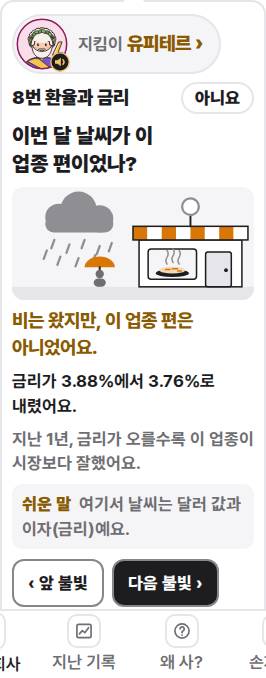 지킴이 유피테르 ›
8번 환율과 금리
아니요
이번 달 날씨가 이
업종 편이었나?
비는 왔지만, 이 업종 편은
아니었어요.
금리가 3.88%에서 3.76%로
내렸어요.
지난 1년, 금리가 오를수록 이 업종이
시장보다 잘했어요.
쉬운 말 여기서 날씨는 달러 값과
이자(금리)예요.
‹ 앞 불빛
다음 불빛 ›
지난 기록
왜 사?